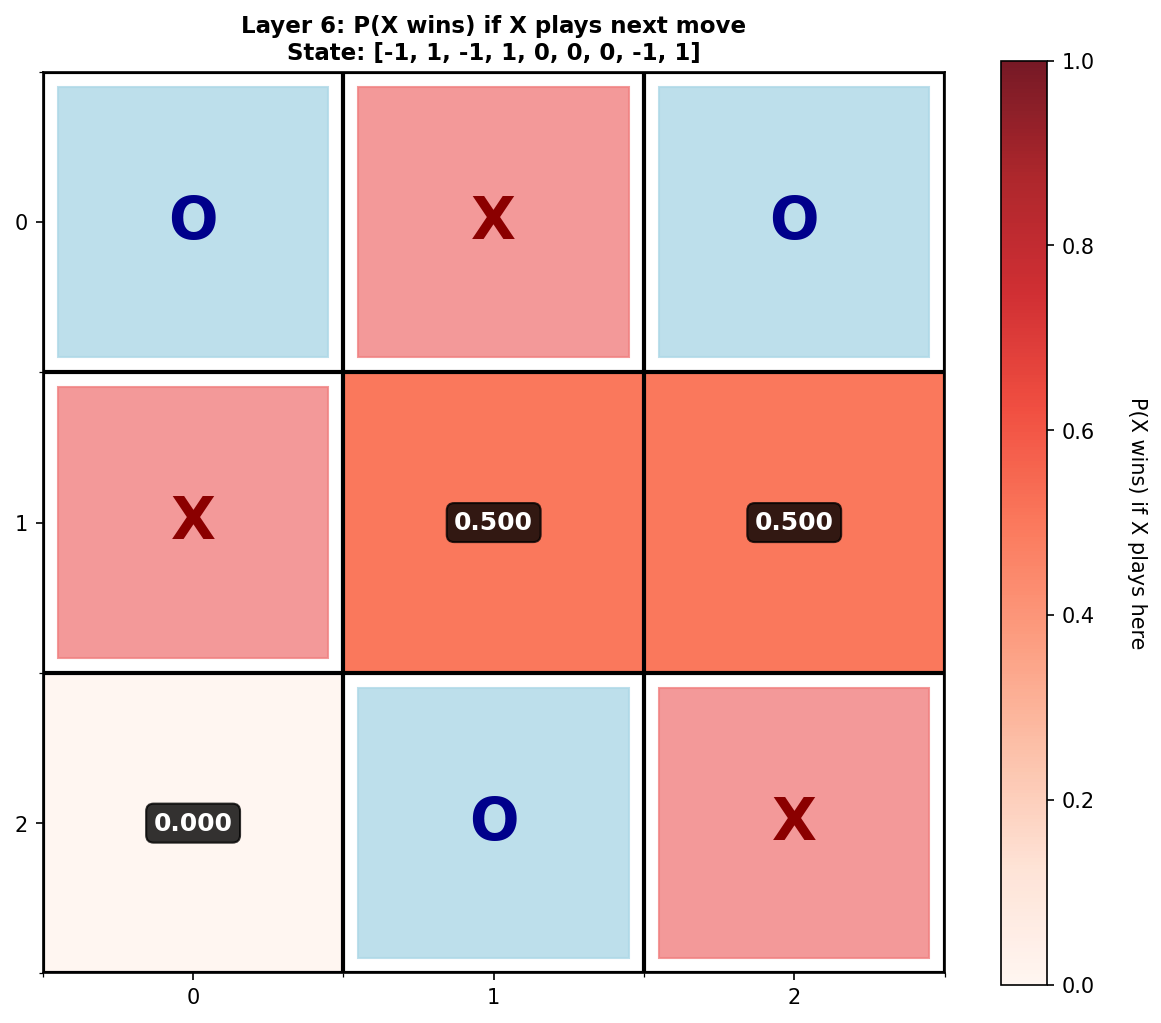 Layer 6: P(X wins) if X plays next move
State: [-1, 1, -1, 1, 0, 0, 0, -1, 1]
0 O X O
1 X 0.500 0.500
2 0.000 O X
0 1 2
1.0
0.8
0.6
0.4
0.2
0.0
P(X wins) if X plays here